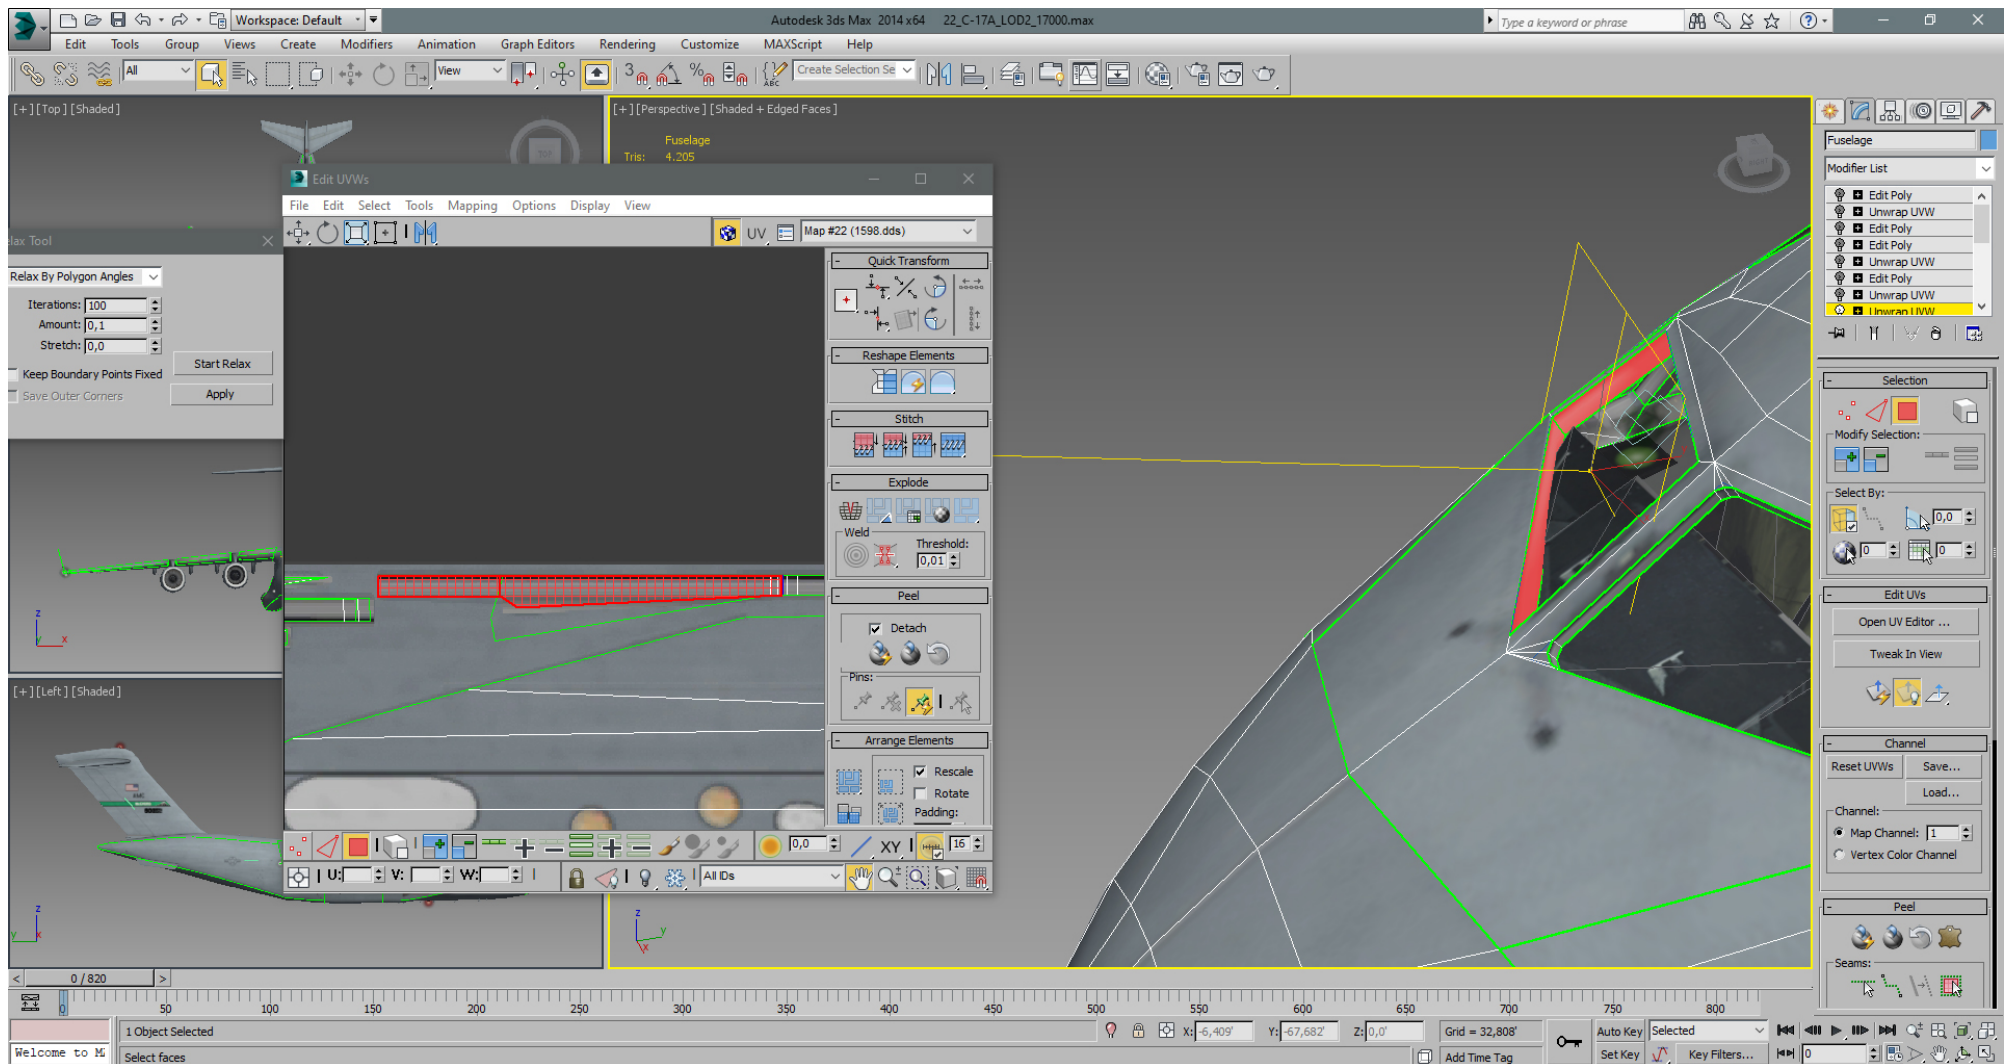 Workspace: Default
Autodesk 3ds Max 2014 x64 22_C-17A_LOD2_17000.max
Type a keyword or phrase
Edit Tools Group Views Create Modifiers Animation Graph Editors Rendering Customize MAXScript Help
All
View
Create Selection Se
[+][Top][Shaded]
TOP
[+][Perspective][Shaded + Edged Faces]
Fuselage
Tris: 4.205
Edit UVWs
File Edit Select Tools Mapping Options Display View
UV
Map #22 (1598.dds)
elax Tool
Relax By Polygon Angles
Iterations: 100
Amount: 0,1
Stretch: 0,0
Start Relax
Keep Boundary Points Fixed
Save Outer Corners
Apply
Quick Transform
Reshape Elements
Stitch
Explode
Weld
Threshold:
0,01
Peel
Detach
Pins:
Arrange Elements
Rescale
Rotate
Padding:
0,0
XY
16
U: V: W:
All IDs
z
x
[+][Left][Shaded]
z
y
z
y
x
Fuselage
Modifier List
Edit Poly
Unwrap UVW
Edit Poly
Edit Poly
Unwrap UVW
Edit Poly
Unwrap UVW
Unwrap UVW
Selection
Modify Selection:
Select By:
0,0
0
0
Edit UVs
Open UV Editor ...
Tweak In View
Channel
Reset UVWs Save...
Load...
Channel:
Map Channel: 1
Vertex Color Channel
Peel
Seams:
0 / 820
0 50 100 150 200 250 300 350 400 450 500 550 600 650 700 750 800
1 Object Selected
X: -6,409' Y: -67,682' Z: 0,0'
Grid = 32,808'
Auto Key Selected
Welcome to M
Select faces
Add Time Tag
Set Key Key Filters...
0